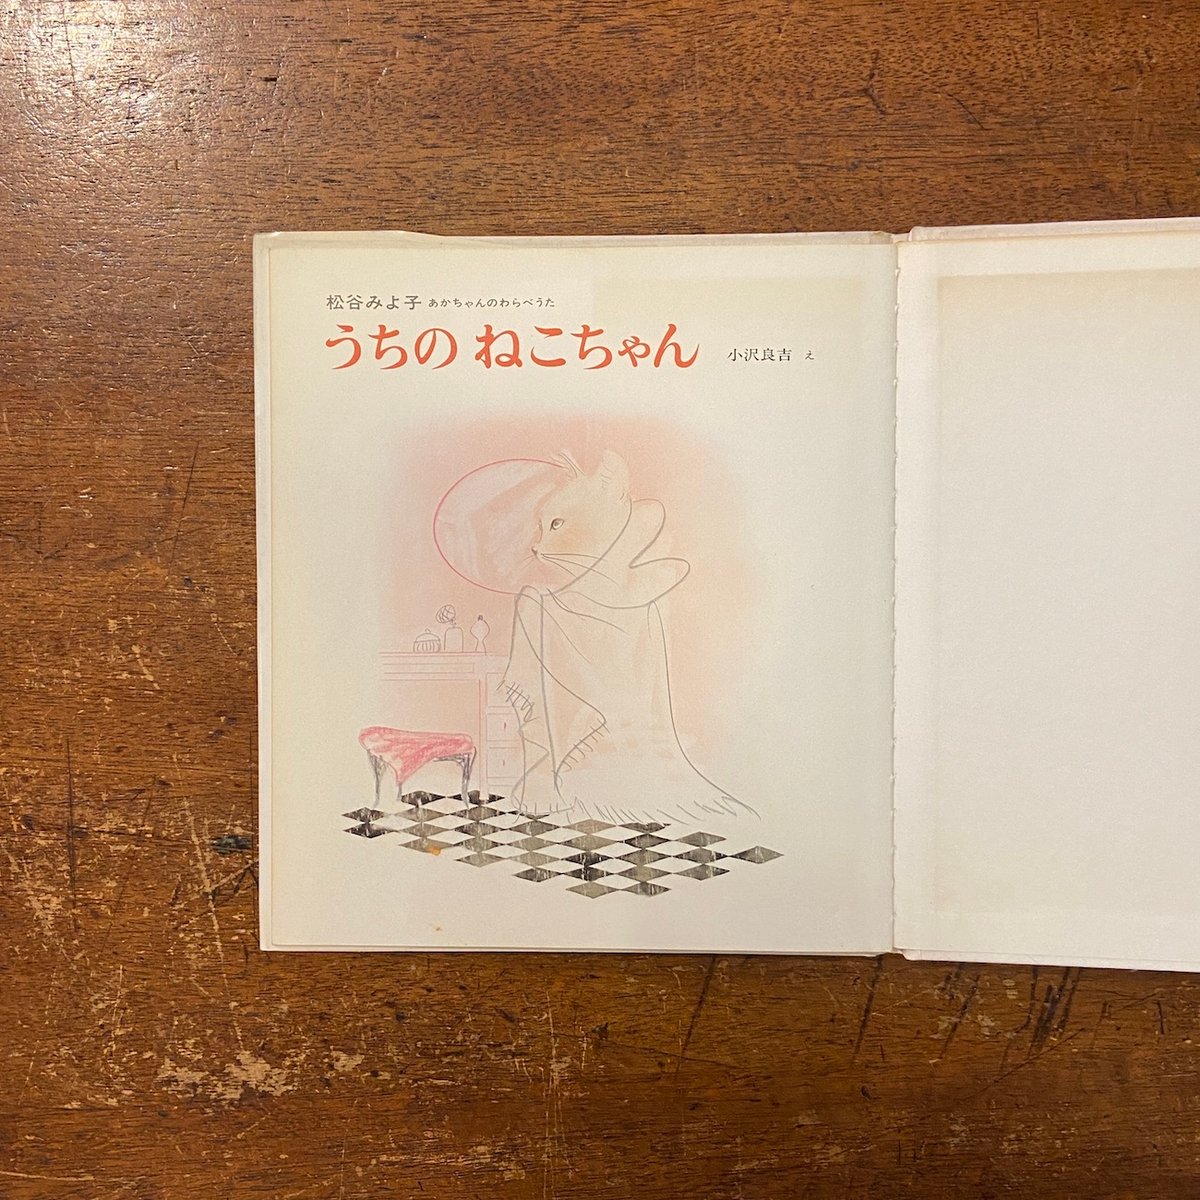 松谷みよ子 あかちゃんのわらべうた
うちの ねこちゃん
小沢良吉 え